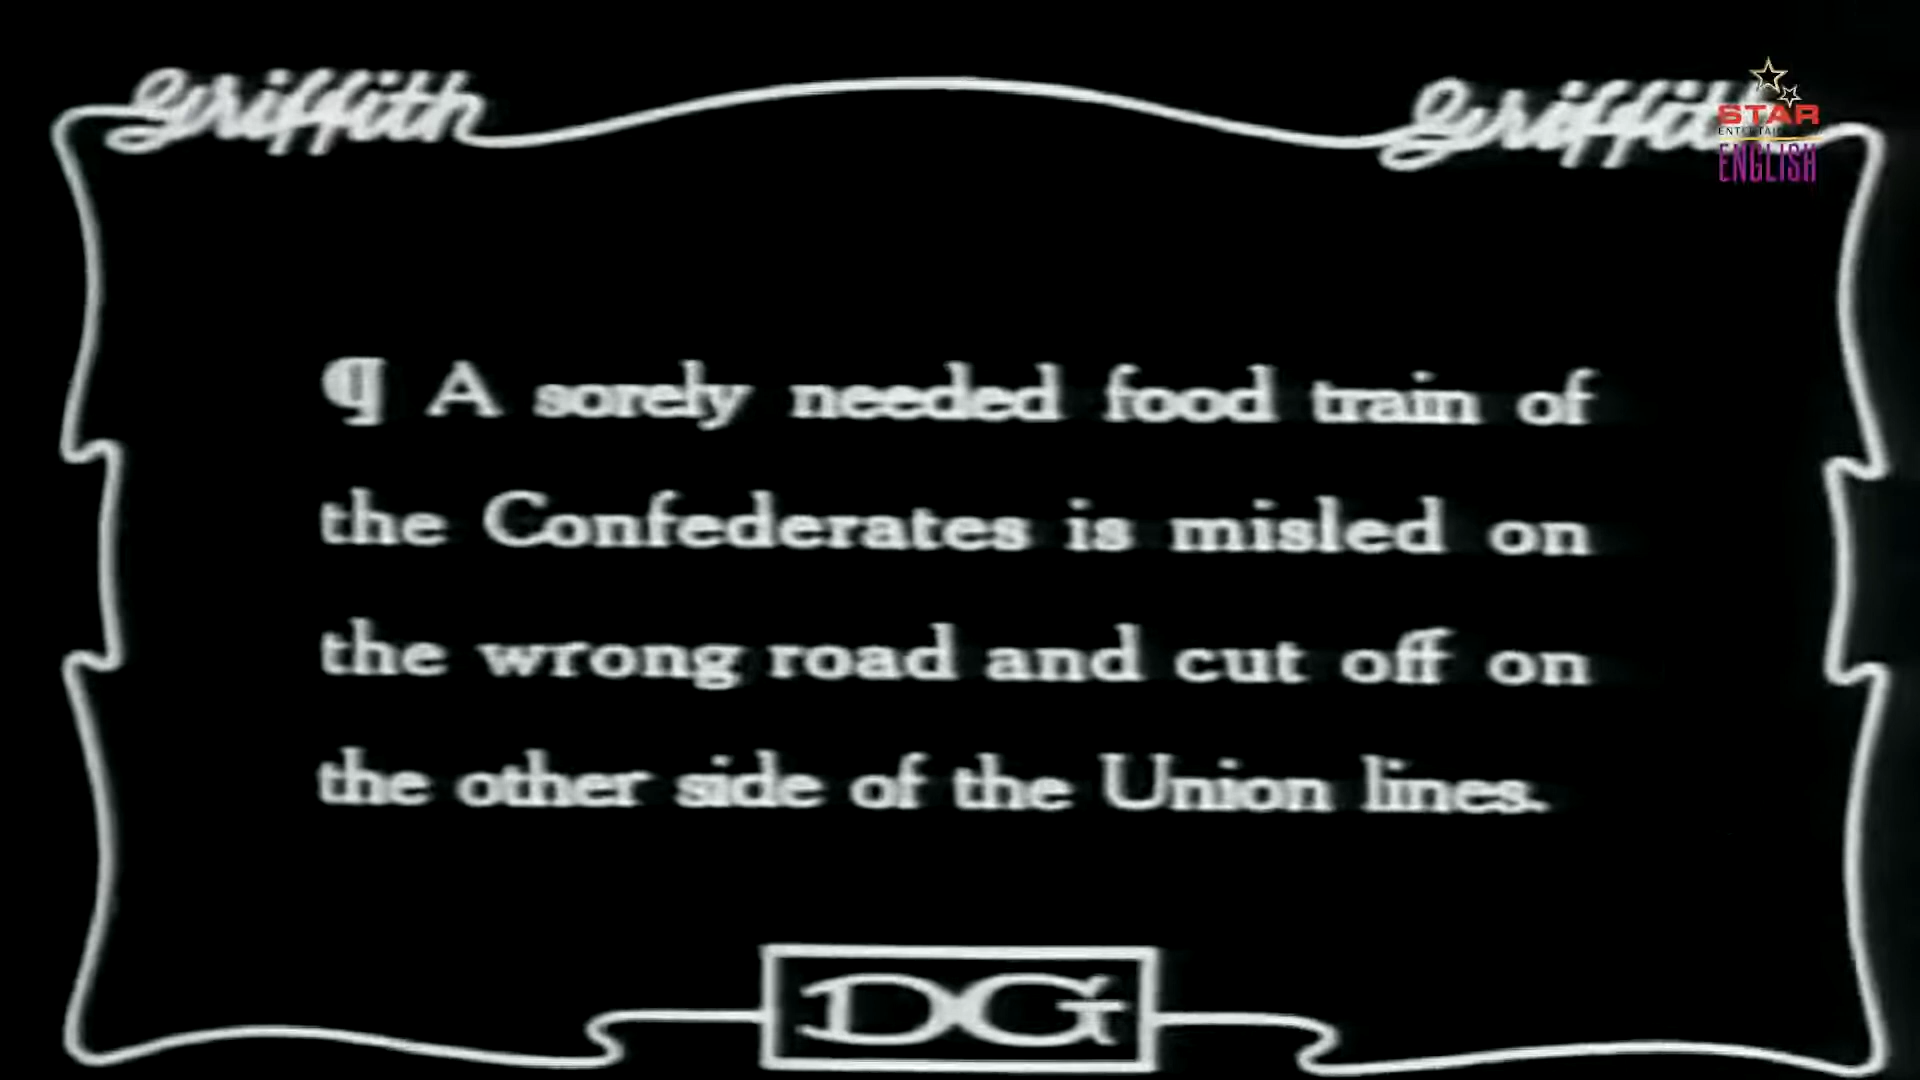 Griffith Griffith
STAR
ENTERTAINMENT
ENGLISH
¶ A sorely needed food train of
the Confederates is misled on
the wrong road and cut off on
the other side of the Union lines.
DG